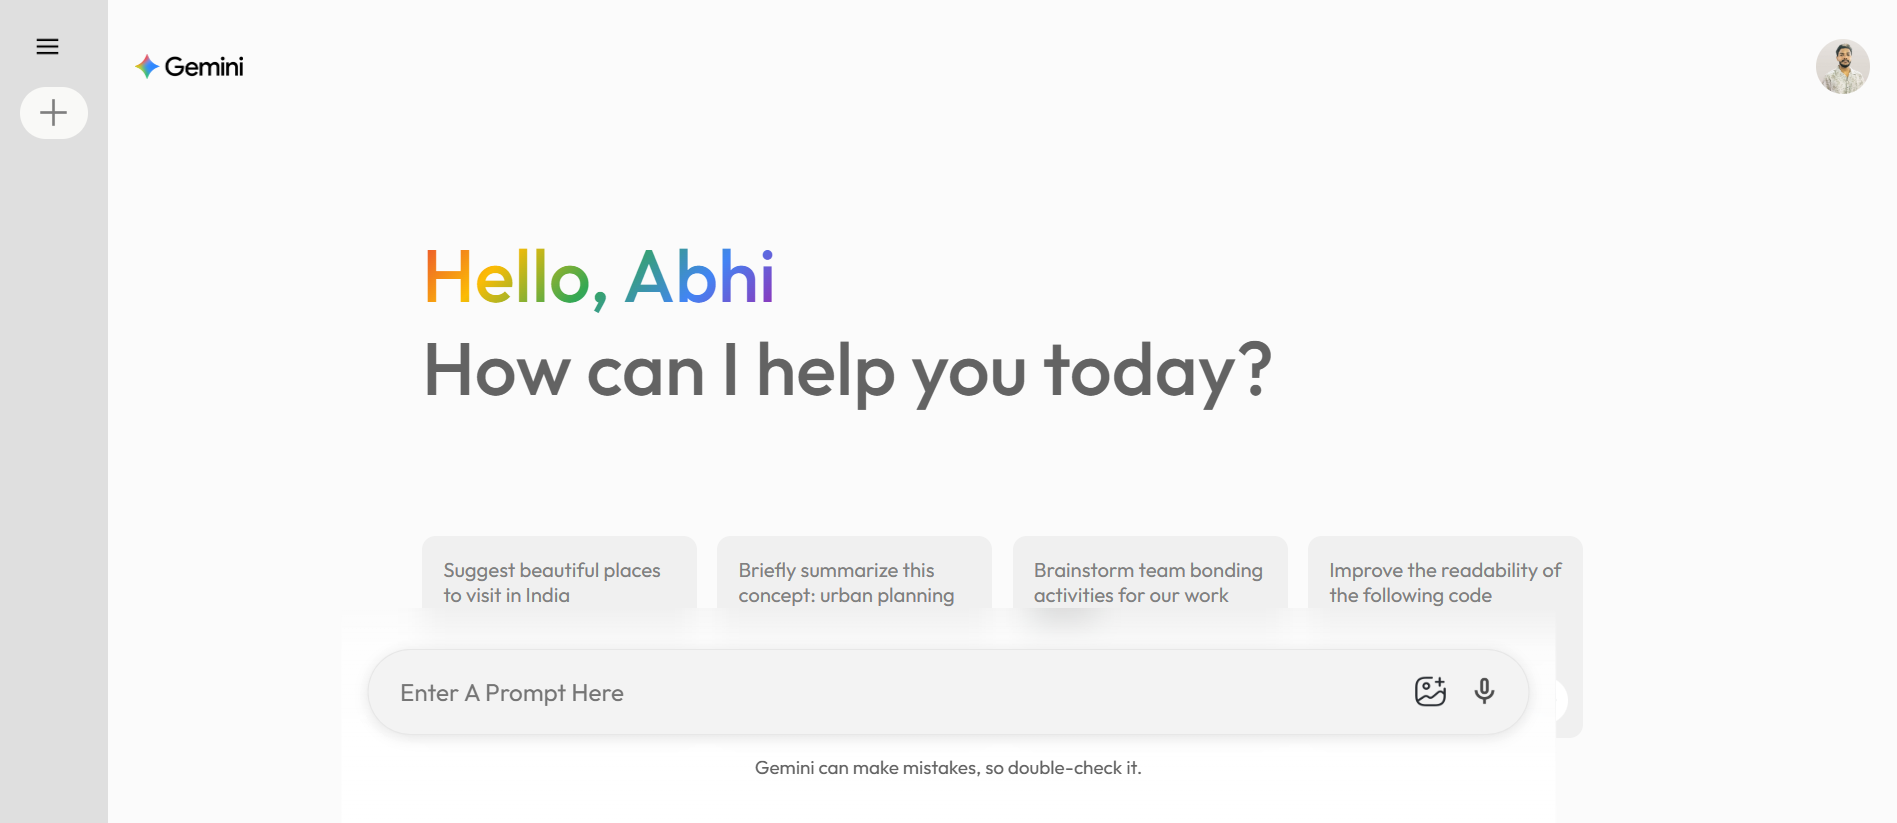 Gemini
Hello, Abhi
How can I help you today?
Suggest beautiful places
to visit in India
Briefly summarize this
concept: urban planning
Brainstorm team bonding
activities for our work
Improve the readability of
the following code
Enter A Prompt Here
Gemini can make mistakes, so double-check it.